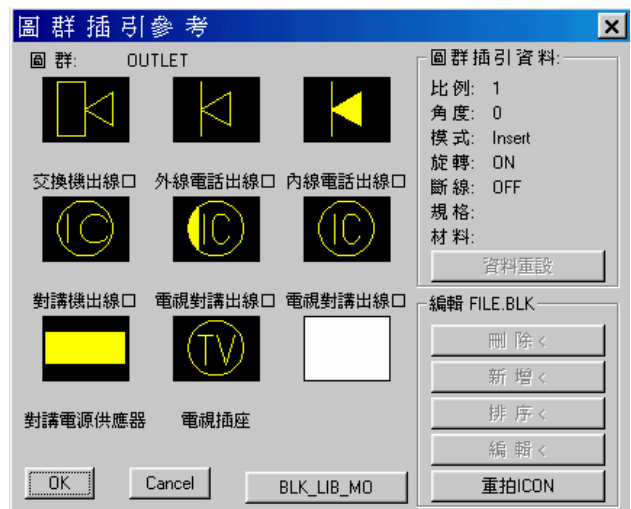 圖 群 插 引 參 考
圖 群: OUTLET
交換機出線口 外線電話出線口 內線電話出線口
IC IC IC
對講機出線口 電視對講出線口 電視對講出線口
TV
對講電源供應器 電視插座
OK Cancel BLK_LIB_MO
圖群插引資料:
比例: 1
角度: 0
模式: Insert
旋轉: ON
斷線: OFF
規格:
材料:
資料重設
編輯 FILE.BLK
刪 除 <
新 增 <
排 序 <
編 輯 <
重拍ICON